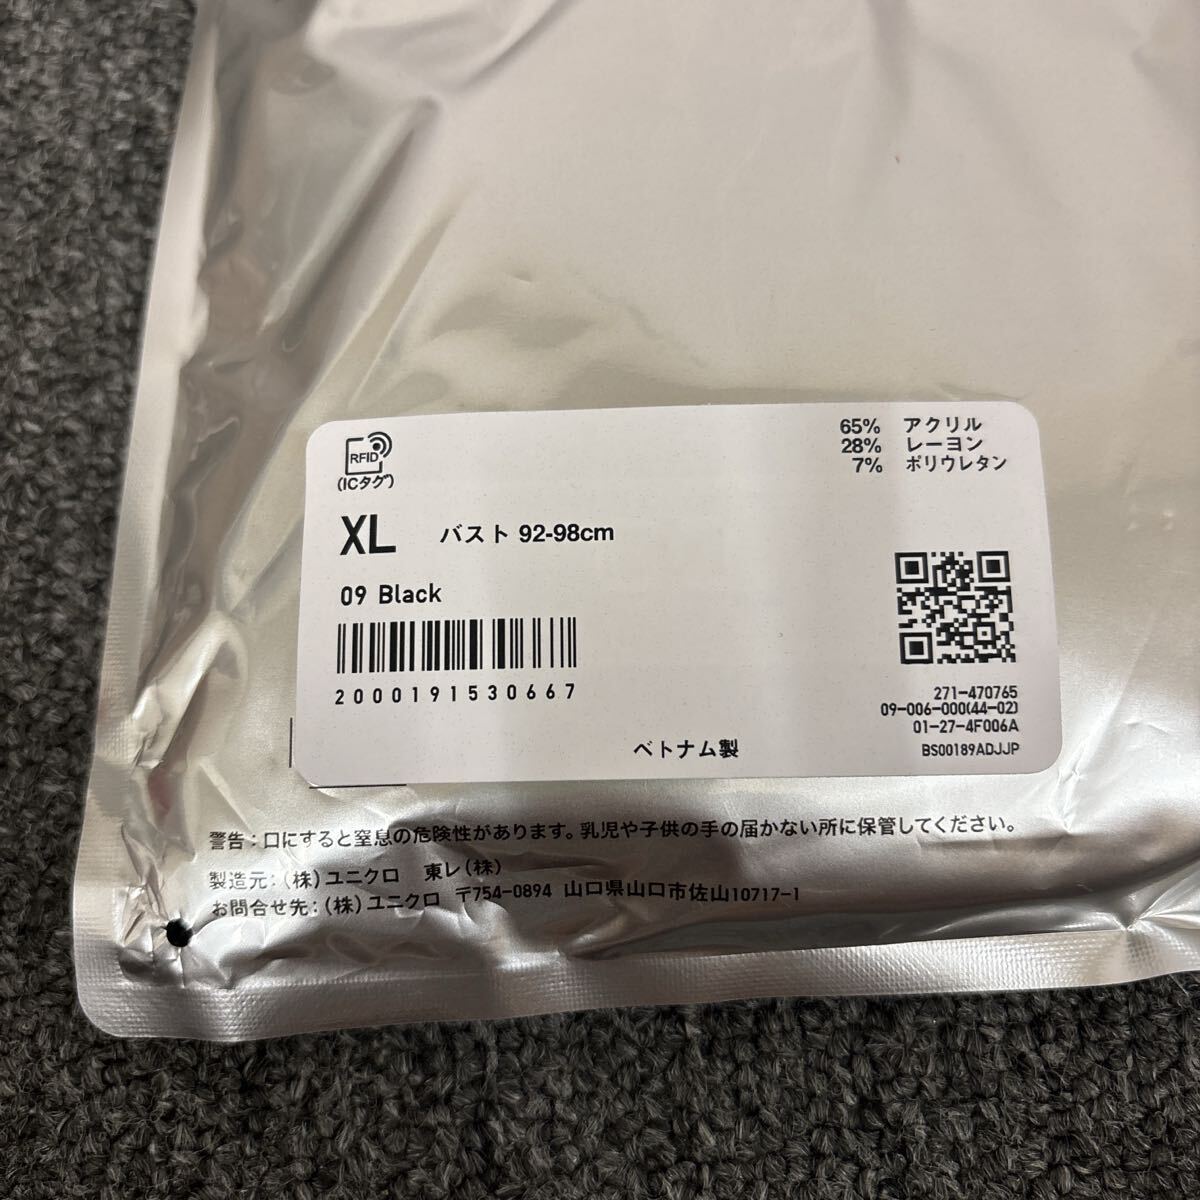 RFID
(ICタグ)
65% アクリル
28% レーヨン
7% ポリウレタン
XL バスト 92-98cm
09 Black
2000191530667
271-470765
09-006-000(44-02)
01-27-4F006A
ベトナム製
BS00189ADJJP
警告：口にすると窒息の危険性があります。乳児や子供の手の届かない所に保管してください。
製造元：(株)ユニクロ 東レ(株)
お問合せ先：(株)ユニクロ 〒754-0894 山口県山口市佐山10717-1